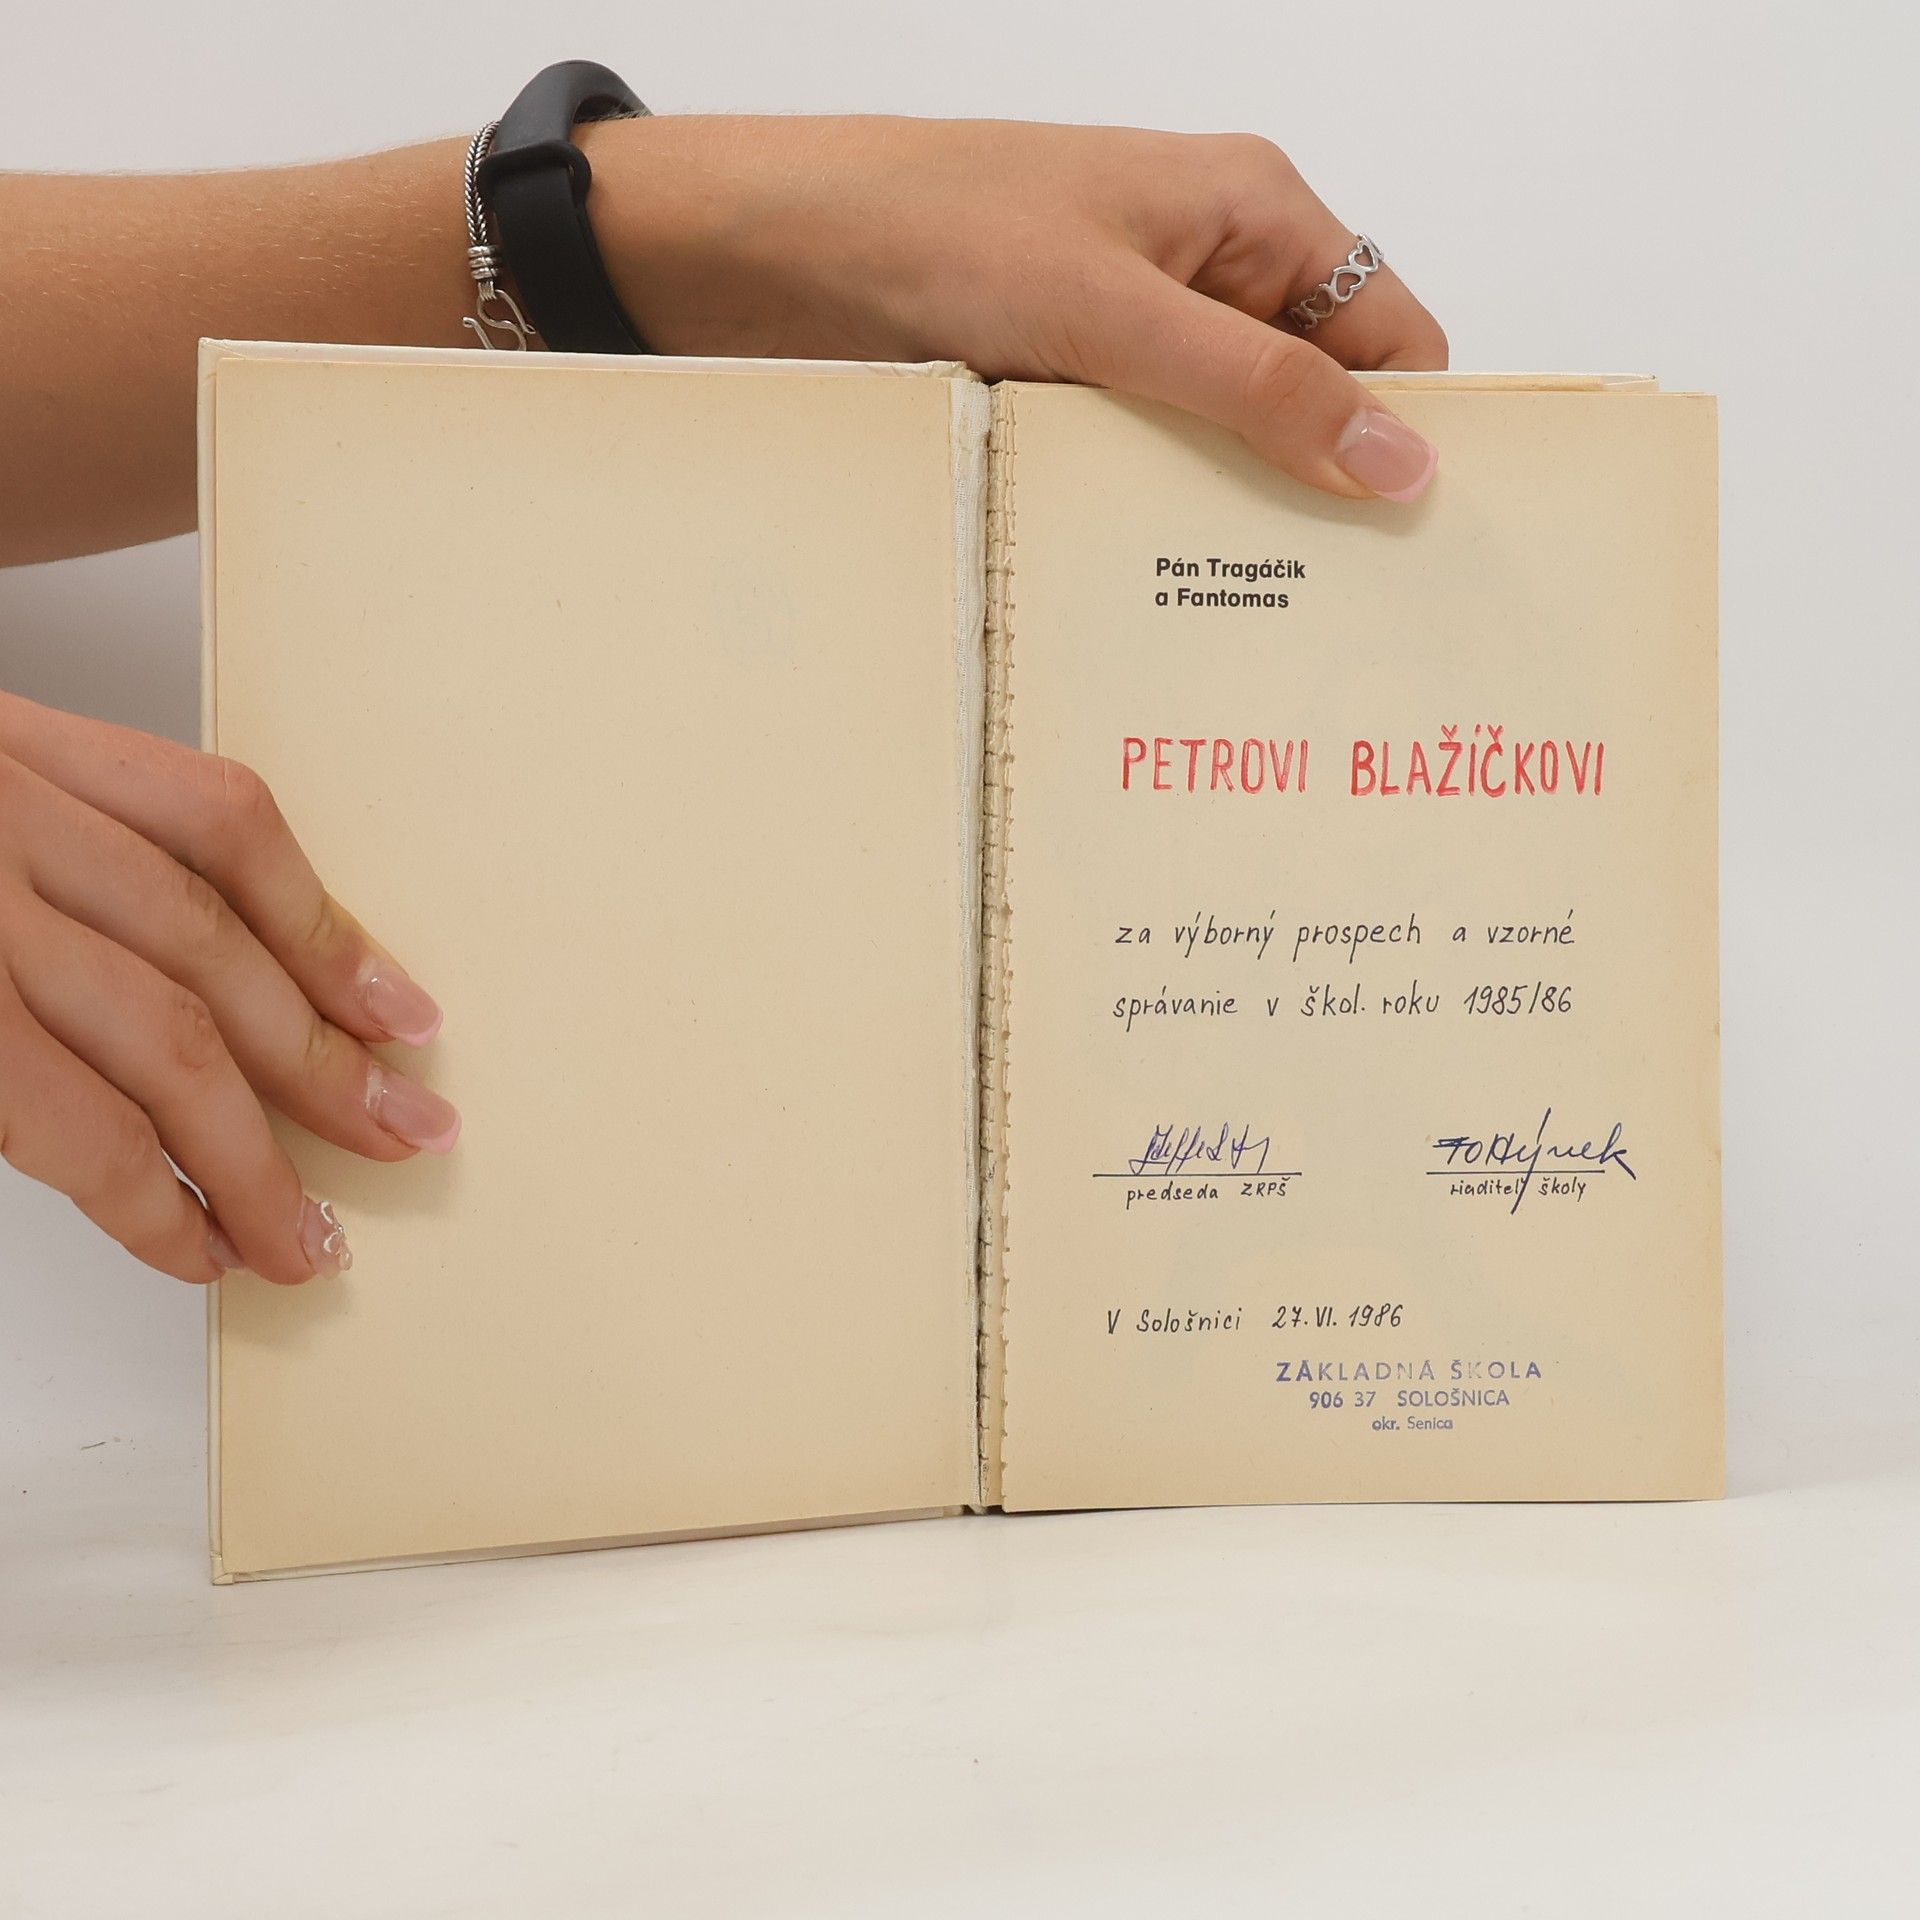 Pán Tragáčik
a Fantomas
PETROVI BLAŽÍČKOVI
za výborný prospech a vzorné
správanie v škol. roku 1985/86
predseda ZRPŠ
riaditeľ školy
V Sološnici 27. VI. 1986
ZÁKLADNÁ ŠKOLA
906 37 SOLOŠNICA
okr. Senica